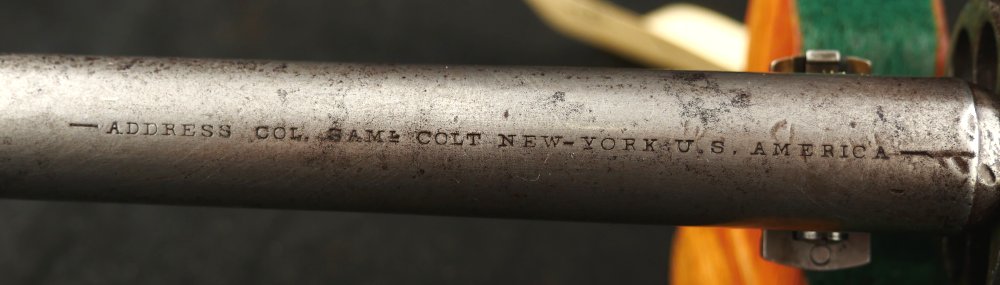 — ADDRESS COL. SAML COLT NEW-YORK U.S. AMERICA —